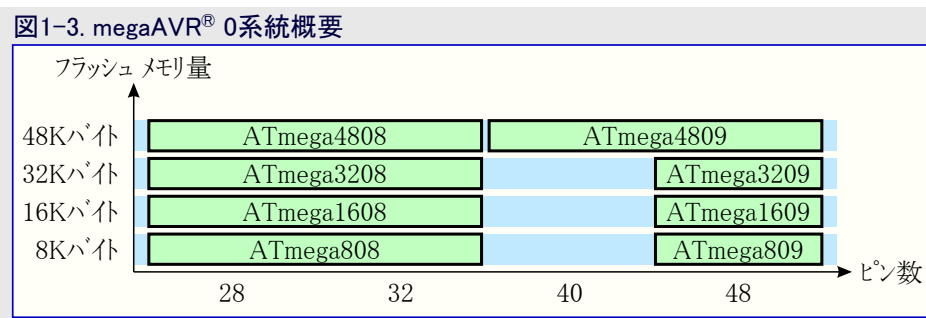 図1-3. megaAVR® 0系統概要
フラッシュ メモリ量
48Kバイト ATmega4808 ATmega4809
32Kバイト ATmega3208 ATmega3209
16Kバイト ATmega1608 ATmega1609
8Kバイト ATmega808 ATmega809
ピン数
28 32 40 48